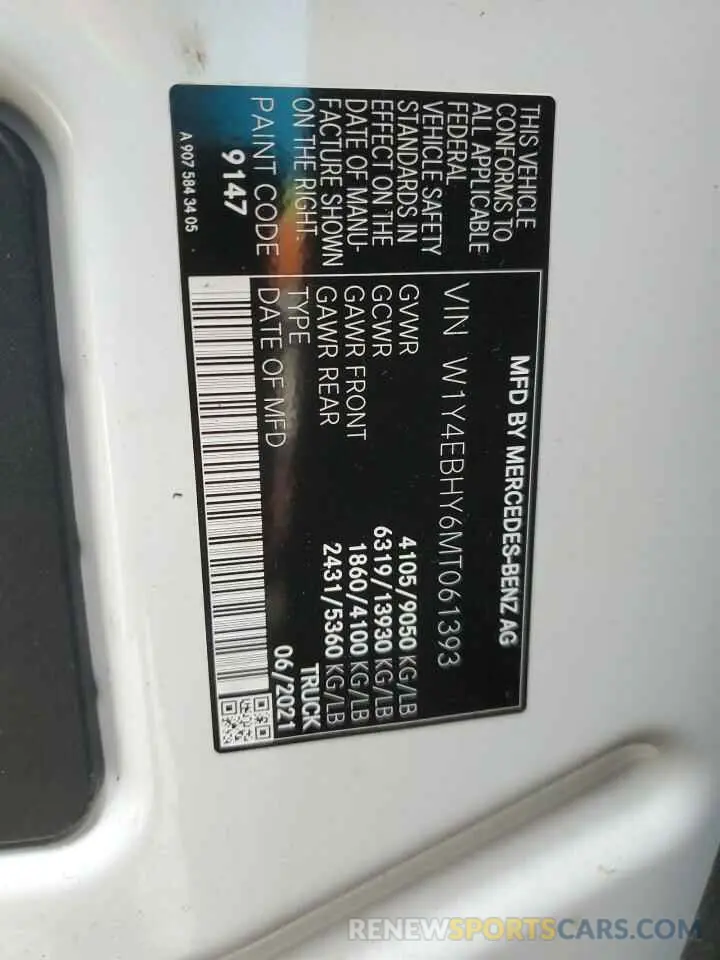 MFD BY MERCEDES-BENZ AG
VIN W1Y4EBHY6MT061393
THIS VEHICLE
CONFORMS TO
ALL APPLICABLE
FEDERAL
VEHICLE SAFETY
STANDARDS IN
EFFECT ON THE
DATE OF MANU-
FACTURE SHOWN
ON THE RIGHT.
PAINT CODE
9147
GVWR 4105/9050 KG/LB
GCWR 6319/13930 KG/LB
GAWR FRONT 1860/4100 KG/LB
GAWR REAR 2431/5360 KG/LB
TYPE TRUCK
DATE OF MFD 06/2021
A 907 584 34 05
RENEWSPORTSCARS.COM